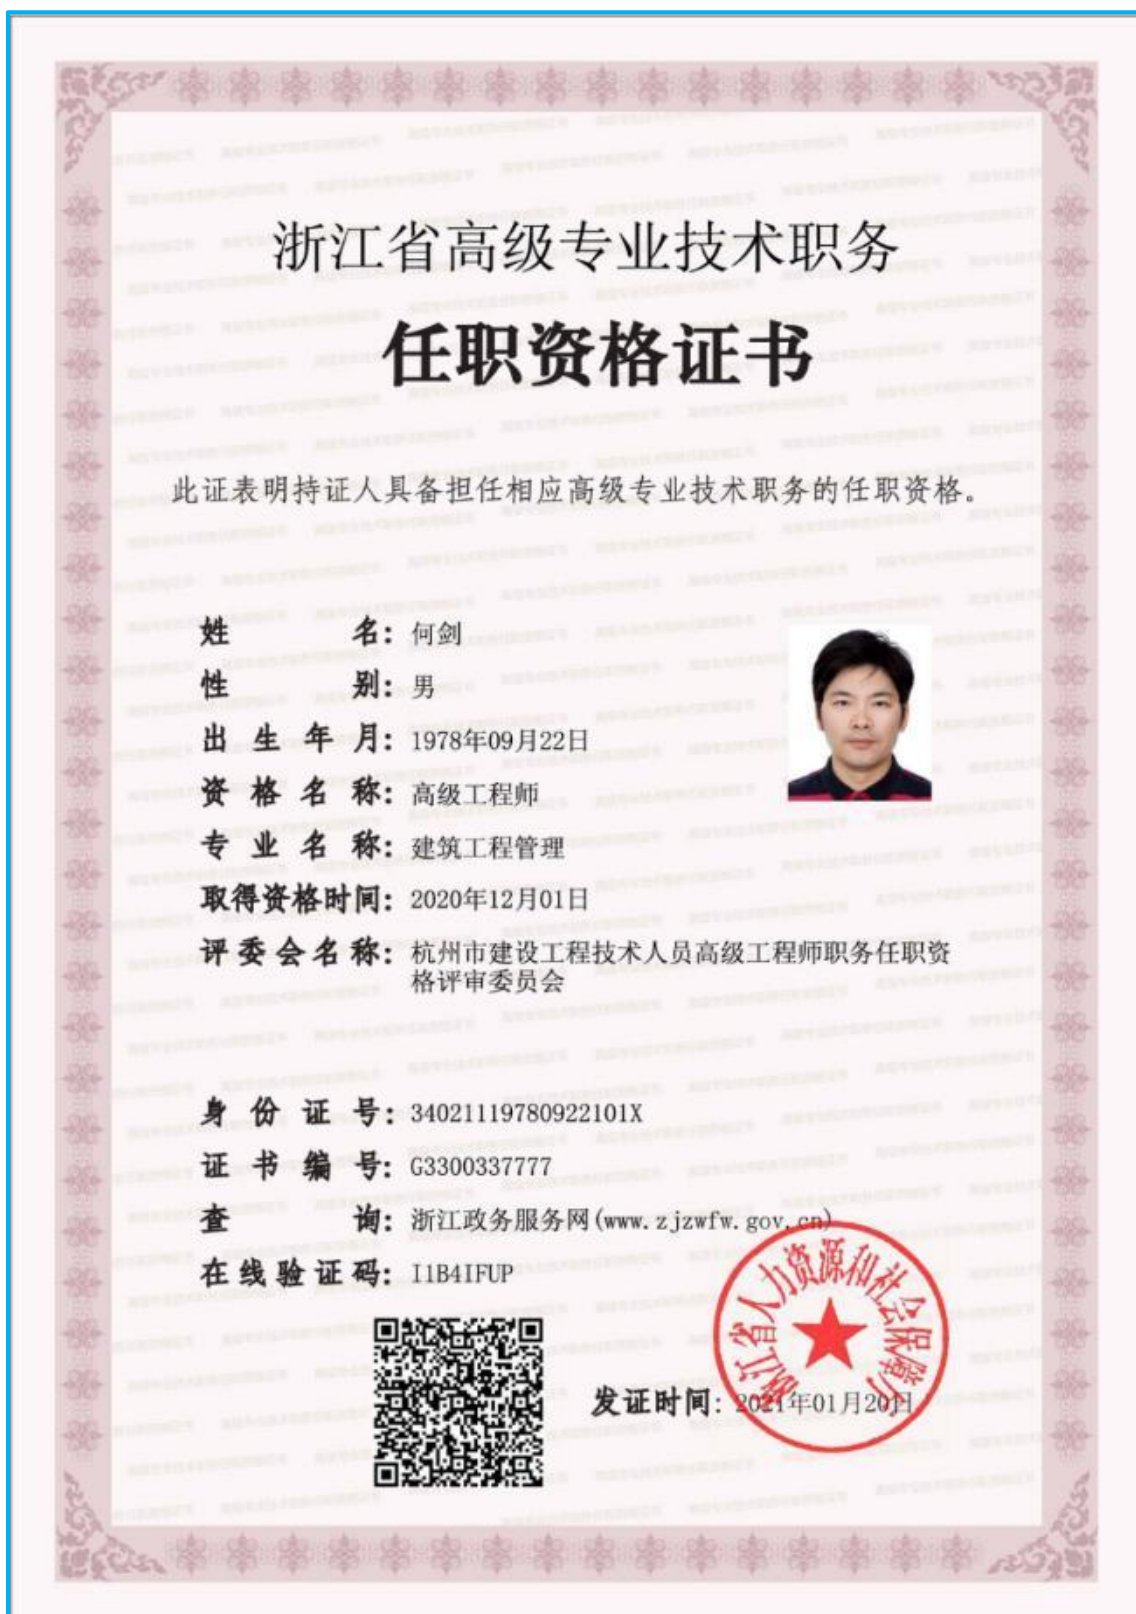 浙江省高级专业技术职务
任职资格证书
此证表明持证人具备担任相应高级专业技术职务的任职资格。
姓名：何剑
性别：男
出生年月：1978年09月22日
资格名称：高级工程师
专业名称：建筑工程管理
取得资格时间：2020年12月01日
评委会名称：杭州市建设工程技术人员高级工程师职务任职资
格评审委员会
身份证号：34021119780922101X
证书编号：G3300337777
查询：浙江政务服务网(www.zjzwfw.gov.cn)
在线验证码：I1B4IFUP
浙江省人力资源和社会保障厅
发证时间：2021年01月20日